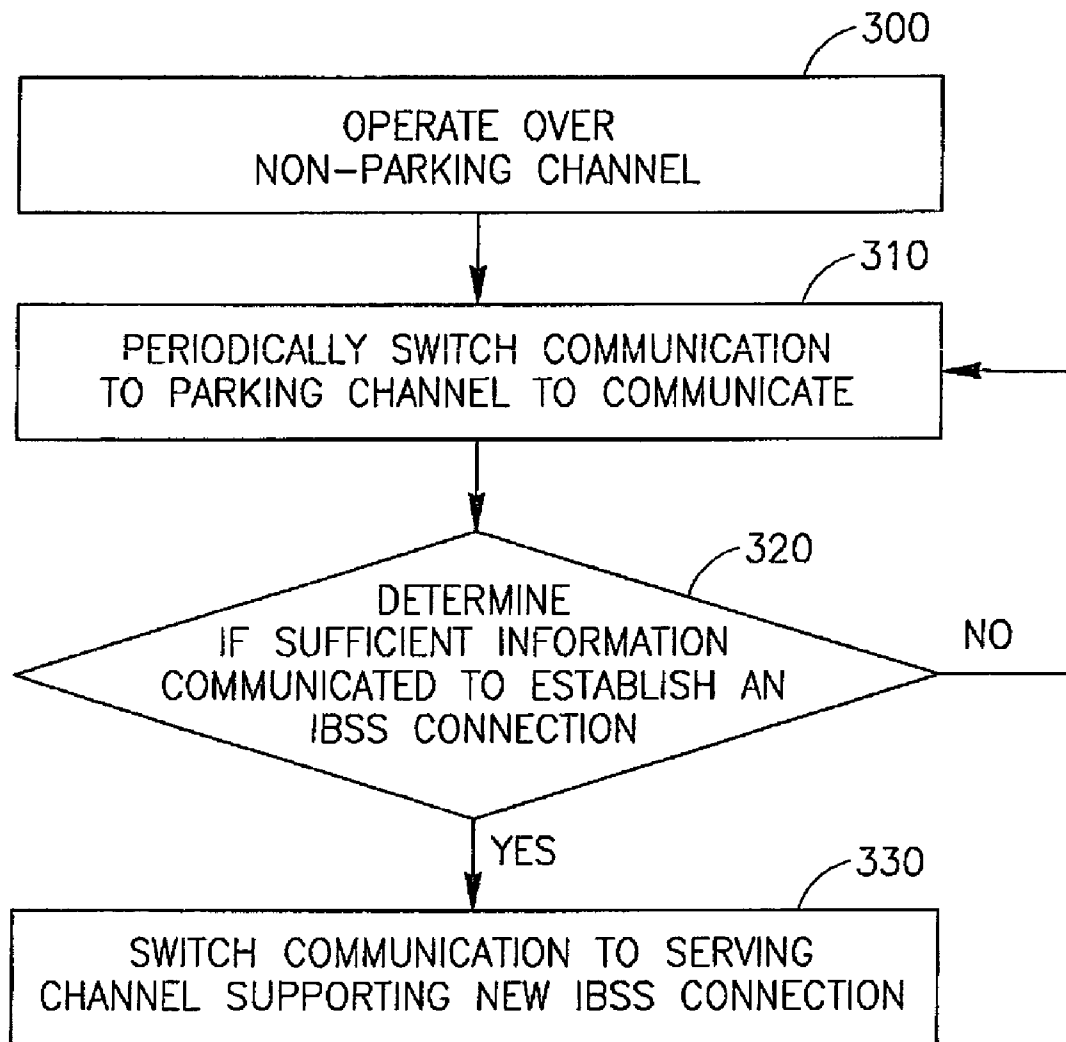 300
OPERATE OVER
NON-PARKING CHANNEL
310
PERIODICALLY SWITCH COMMUNICATION
TO PARKING CHANNEL TO COMMUNICATE
320
DETERMINE
IF SUFFICIENT INFORMATION
COMMUNICATED TO ESTABLISH AN
IBSS CONNECTION
NO
YES
330
SWITCH COMMUNICATION TO SERVING
CHANNEL SUPPORTING NEW IBSS CONNECTION